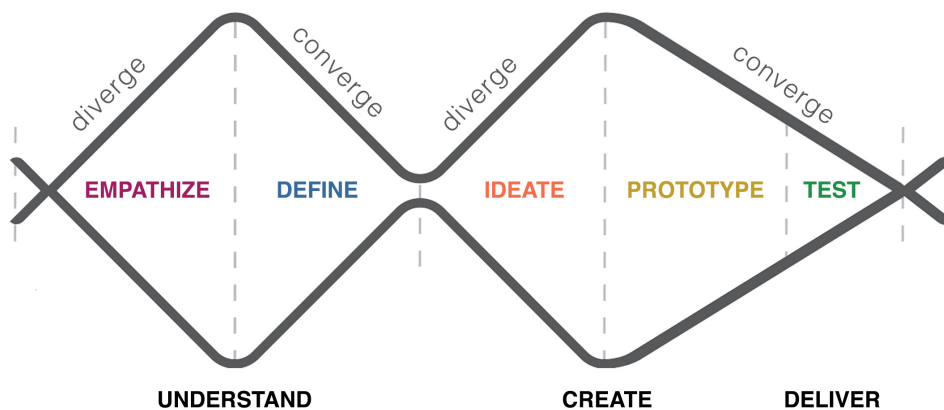 diverge
converge
diverge
converge
EMPATHIZE
DEFINE
IDEATE
PROTOTYPE
TEST
UNDERSTAND
CREATE
DELIVER